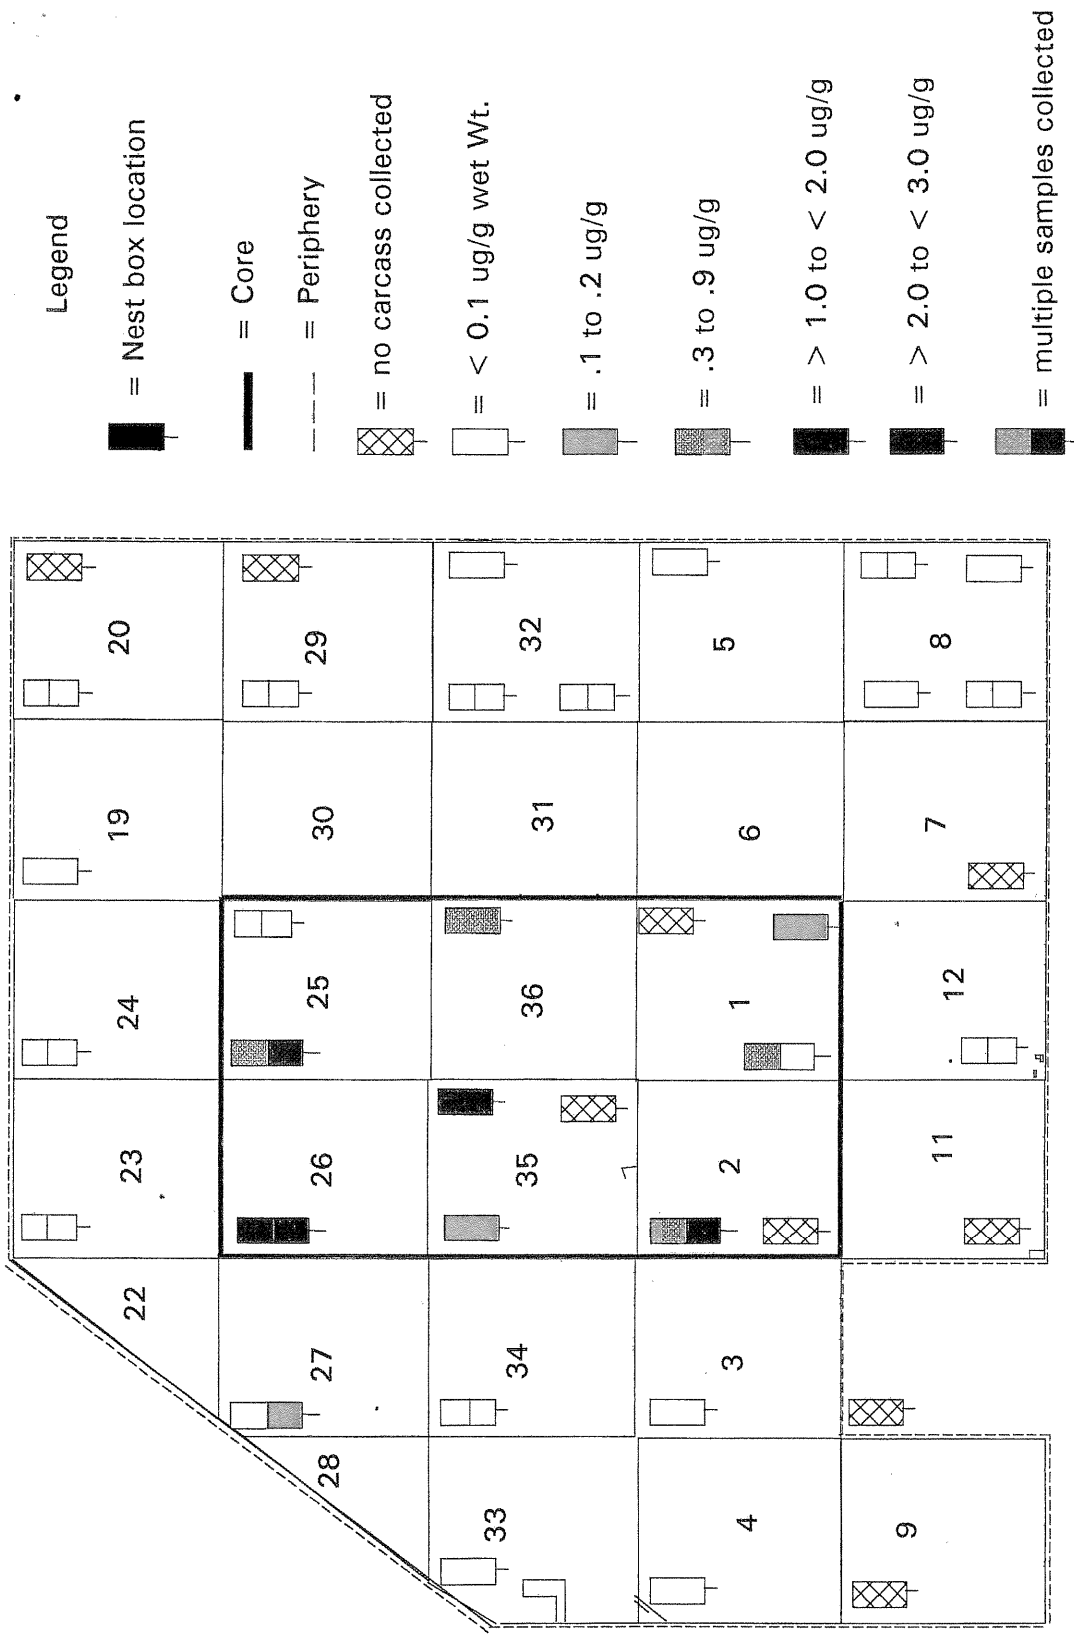 22 23 24 19 20
28 27 26 25 30 29
33 34 35 36 31 32
4 3 2 1 6 5
9 11 12 7 8
Legend
= Nest box location
= Core
= Periphery
= no carcass collected
= < 0.1 ug/g wet Wt.
= .1 to .2 ug/g
= .3 to .9 ug/g
= > 1.0 to < 2.0 ug/g
= > 2.0 to < 3.0 ug/g
= multiple samples collected